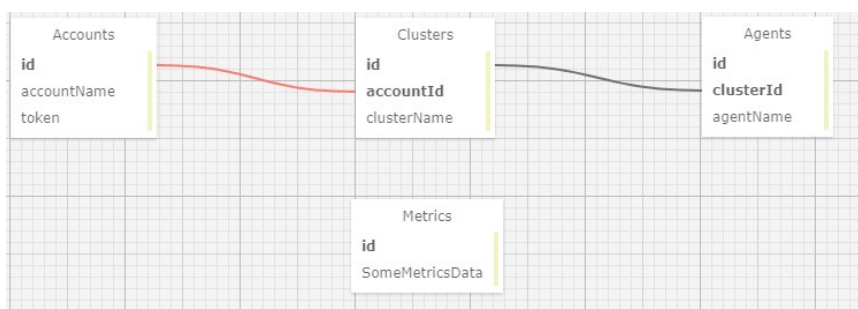 Accounts
id
accountName
token
Clusters
id
accountId
clusterName
Agents
id
clusterId
agentName
Metrics
id
SomeMetricsData